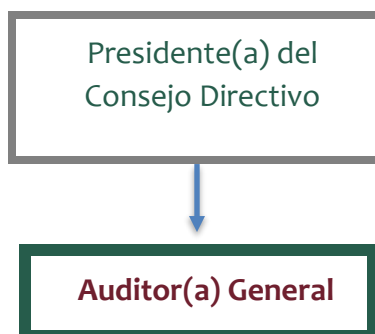 Presidente(a) del
Consejo Directivo
Auditor(a) General